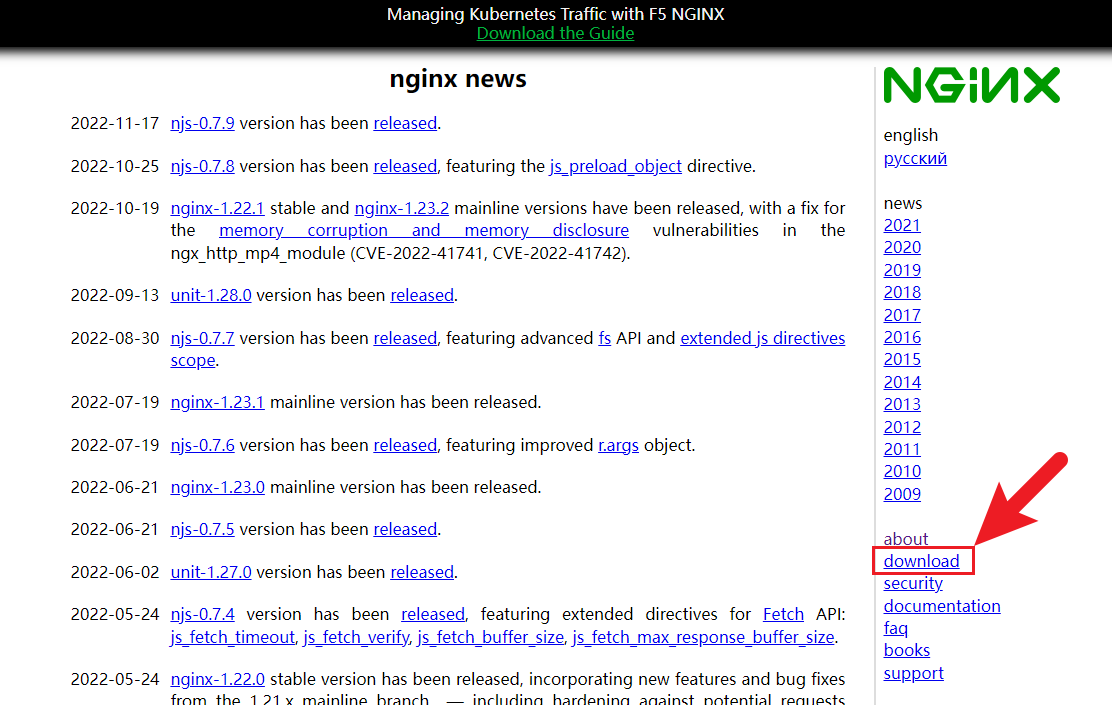 Managing Kubernetes Traffic with F5 NGINX
Download the Guide
nginx news
2022-11-17 njs-0.7.9 version has been released.
2022-10-25 njs-0.7.8 version has been released, featuring the js_preload_object directive.
2022-10-19 nginx-1.22.1 stable and nginx-1.23.2 mainline versions have been released, with a fix for
the memory corruption and memory disclosure vulnerabilities in the
ngx_http_mp4_module (CVE-2022-41741, CVE-2022-41742).
2022-09-13 unit-1.28.0 version has been released.
2022-08-30 njs-0.7.7 version has been released, featuring advanced fs API and extended js directives
scope.
2022-07-19 nginx-1.23.1 mainline version has been released.
2022-07-19 njs-0.7.6 version has been released, featuring improved r.args object.
2022-06-21 nginx-1.23.0 mainline version has been released.
2022-06-21 njs-0.7.5 version has been released.
2022-06-02 unit-1.27.0 version has been released.
2022-05-24 njs-0.7.4 version has been released, featuring extended directives for Fetch API:
js_fetch_timeout, js_fetch_verify, js_fetch_buffer_size, js_fetch_max_response_buffer_size.
2022-05-24 nginx-1.22.0 stable version has been released, incorporating new features and bug fixes
from the 1.21.x mainline branch — including hardening against potential requests
NGINX
english
русский
news
2021
2020
2019
2018
2017
2016
2015
2014
2013
2012
2011
2010
2009
about
download
security
documentation
faq
books
support